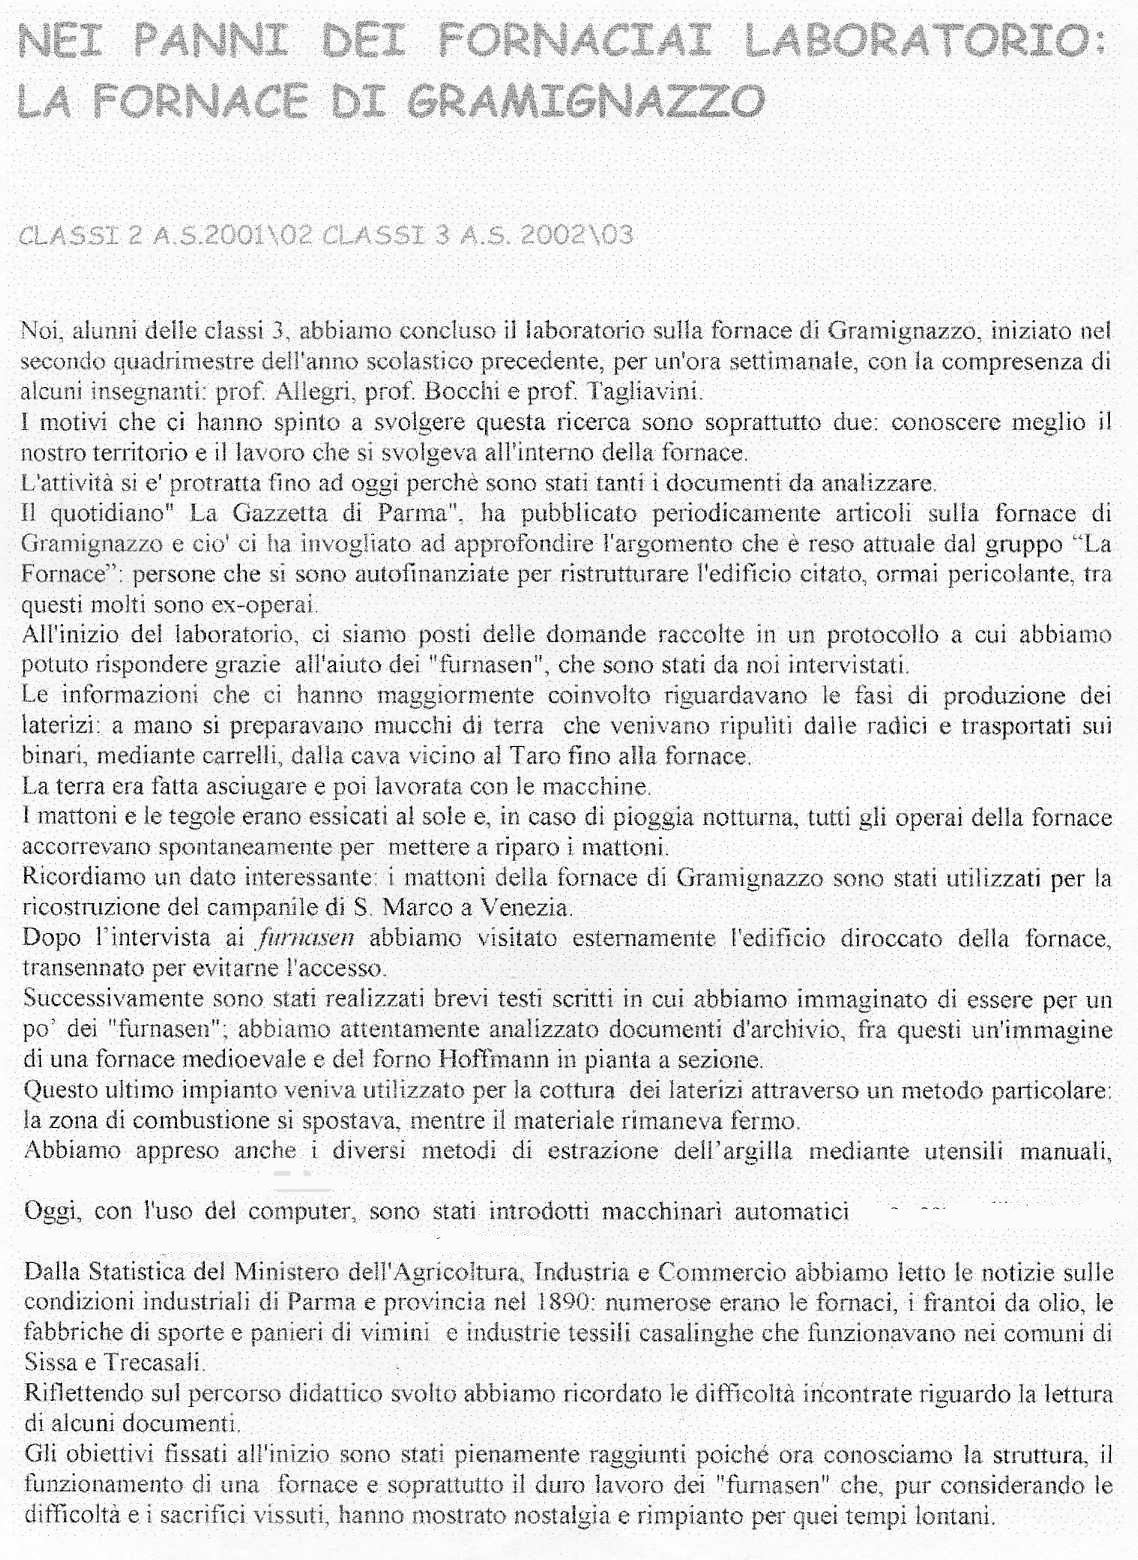 NEI PANNI DEI FORNACIAI LABORATORIO:
LA FORNACE DI GRAMIGNAZZO
CLASSI 2 A.S.2001\02 CLASSI 3 A.S. 2002\03
Noi, alunni delle classi 3, abbiamo concluso il laboratorio sulla fornace di Gramignazzo, iniziato nel
secondo quadrimestre dell'anno scolastico precedente, per un'ora settimanale, con la compresenza di
alcuni insegnanti: prof. Allegri, prof. Bocchi e prof. Tagliavini.
I motivi che ci hanno spinto a svolgere questa ricerca sono soprattutto due: conoscere meglio il
nostro territorio e il lavoro che si svolgeva all'interno della fornace.
L'attività si e' protratta fino ad oggi perchè sono stati tanti i documenti da analizzare.
Il quotidiano" La Gazzetta di Parma", ha pubblicato periodicamente articoli sulla fornace di
Gramignazzo e cio' ci ha invogliato ad approfondire l'argomento che è reso attuale dal gruppo “La
Fornace”: persone che si sono autofinanziate per ristrutturare l'edificio citato, ormai pericolante, tra
questi molti sono ex-operai.
All'inizio del laboratorio, ci siamo posti delle domande raccolte in un protocollo a cui abbiamo
potuto rispondere grazie all'aiuto dei "furnasen", che sono stati da noi intervistati.
Le informazioni che ci hanno maggiormente coinvolto riguardavano le fasi di produzione dei
laterizi: a mano si preparavano mucchi di terra che venivano ripuliti dalle radici e trasportati sui
binari, mediante carrelli, dalla cava vicino al Taro fino alla fornace.
La terra era fatta asciugare e poi lavorata con le macchine.
I mattoni e le tegole erano essicati al sole e, in caso di pioggia notturna, tutti gli operai della fornace
accorrevano spontaneamente per mettere a riparo i mattoni.
Ricordiamo un dato interessante: i mattoni della fornace di Gramignazzo sono stati utilizzati per la
ricostruzione del campanile di S. Marco a Venezia.
Dopo l’intervista ai furnasen abbiamo visitato esternamente l'edificio diroccato della fornace,
transennato per evitarne l'accesso.
Successivamente sono stati realizzati brevi testi scritti in cui abbiamo immaginato di essere per un
po’ dei "furnasen"; abbiamo attentamente analizzato documenti d'archivio, fra questi un'immagine
di una fornace medioevale e del forno Hoffmann in pianta a sezione.
Questo ultimo impianto veniva utilizzato per la cottura dei laterizi attraverso un metodo particolare:
la zona di combustione si spostava, mentre il materiale rimaneva fermo.
Abbiamo appreso anche i diversi metodi di estrazione dell’argilla mediante utensili manuali,
Oggi, con l'uso del computer, sono stati introdotti macchinari automatici
Dalla Statistica del Ministero dell'Agricoltura, Industria e Commercio abbiamo letto le notizie sulle
condizioni industriali di Parma e provincia nel 1890: numerose erano le fornaci, i frantoi da olio, le
fabbriche di sporte e panieri di vimini e industrie tessili casalinghe che funzionavano nei comuni di
Sissa e Trecasali.
Riflettendo sul percorso didattico svolto abbiamo ricordato le difficoltà incontrate riguardo la lettura
di alcuni documenti.
Gli obiettivi fissati all'inizio sono stati pienamente raggiunti poiché ora conosciamo la struttura, il
funzionamento di una fornace e soprattutto il duro lavoro dei "furnasen" che, pur considerando le
difficoltà e i sacrifici vissuti, hanno mostrato nostalgia e rimpianto per quei tempi lontani.